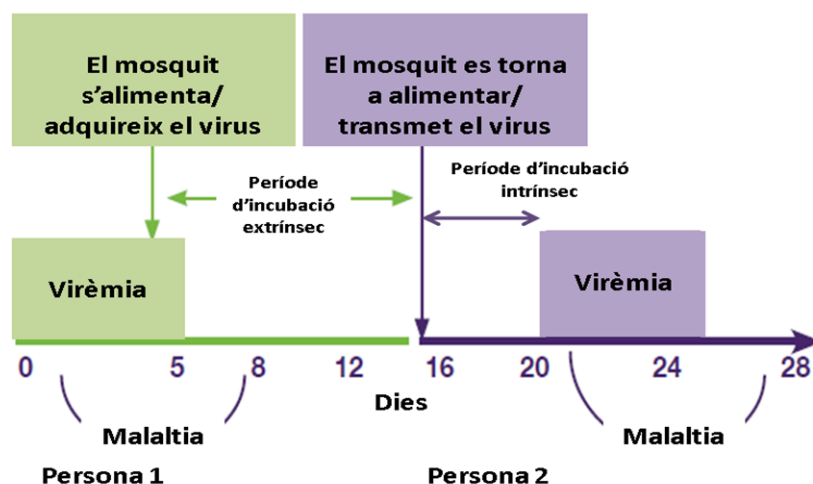 El mosquit
s’alimenta/
adquireix el virus
El mosquit es torna
a alimentar/
transmet el virus
Període
d’incubació
extrínsec
Període d’incubació
intrínsec
Virèmia
Virèmia
0 5 8 12 16 20 24 28
Dies
Malaltia
Malaltia
Persona 1
Persona 2